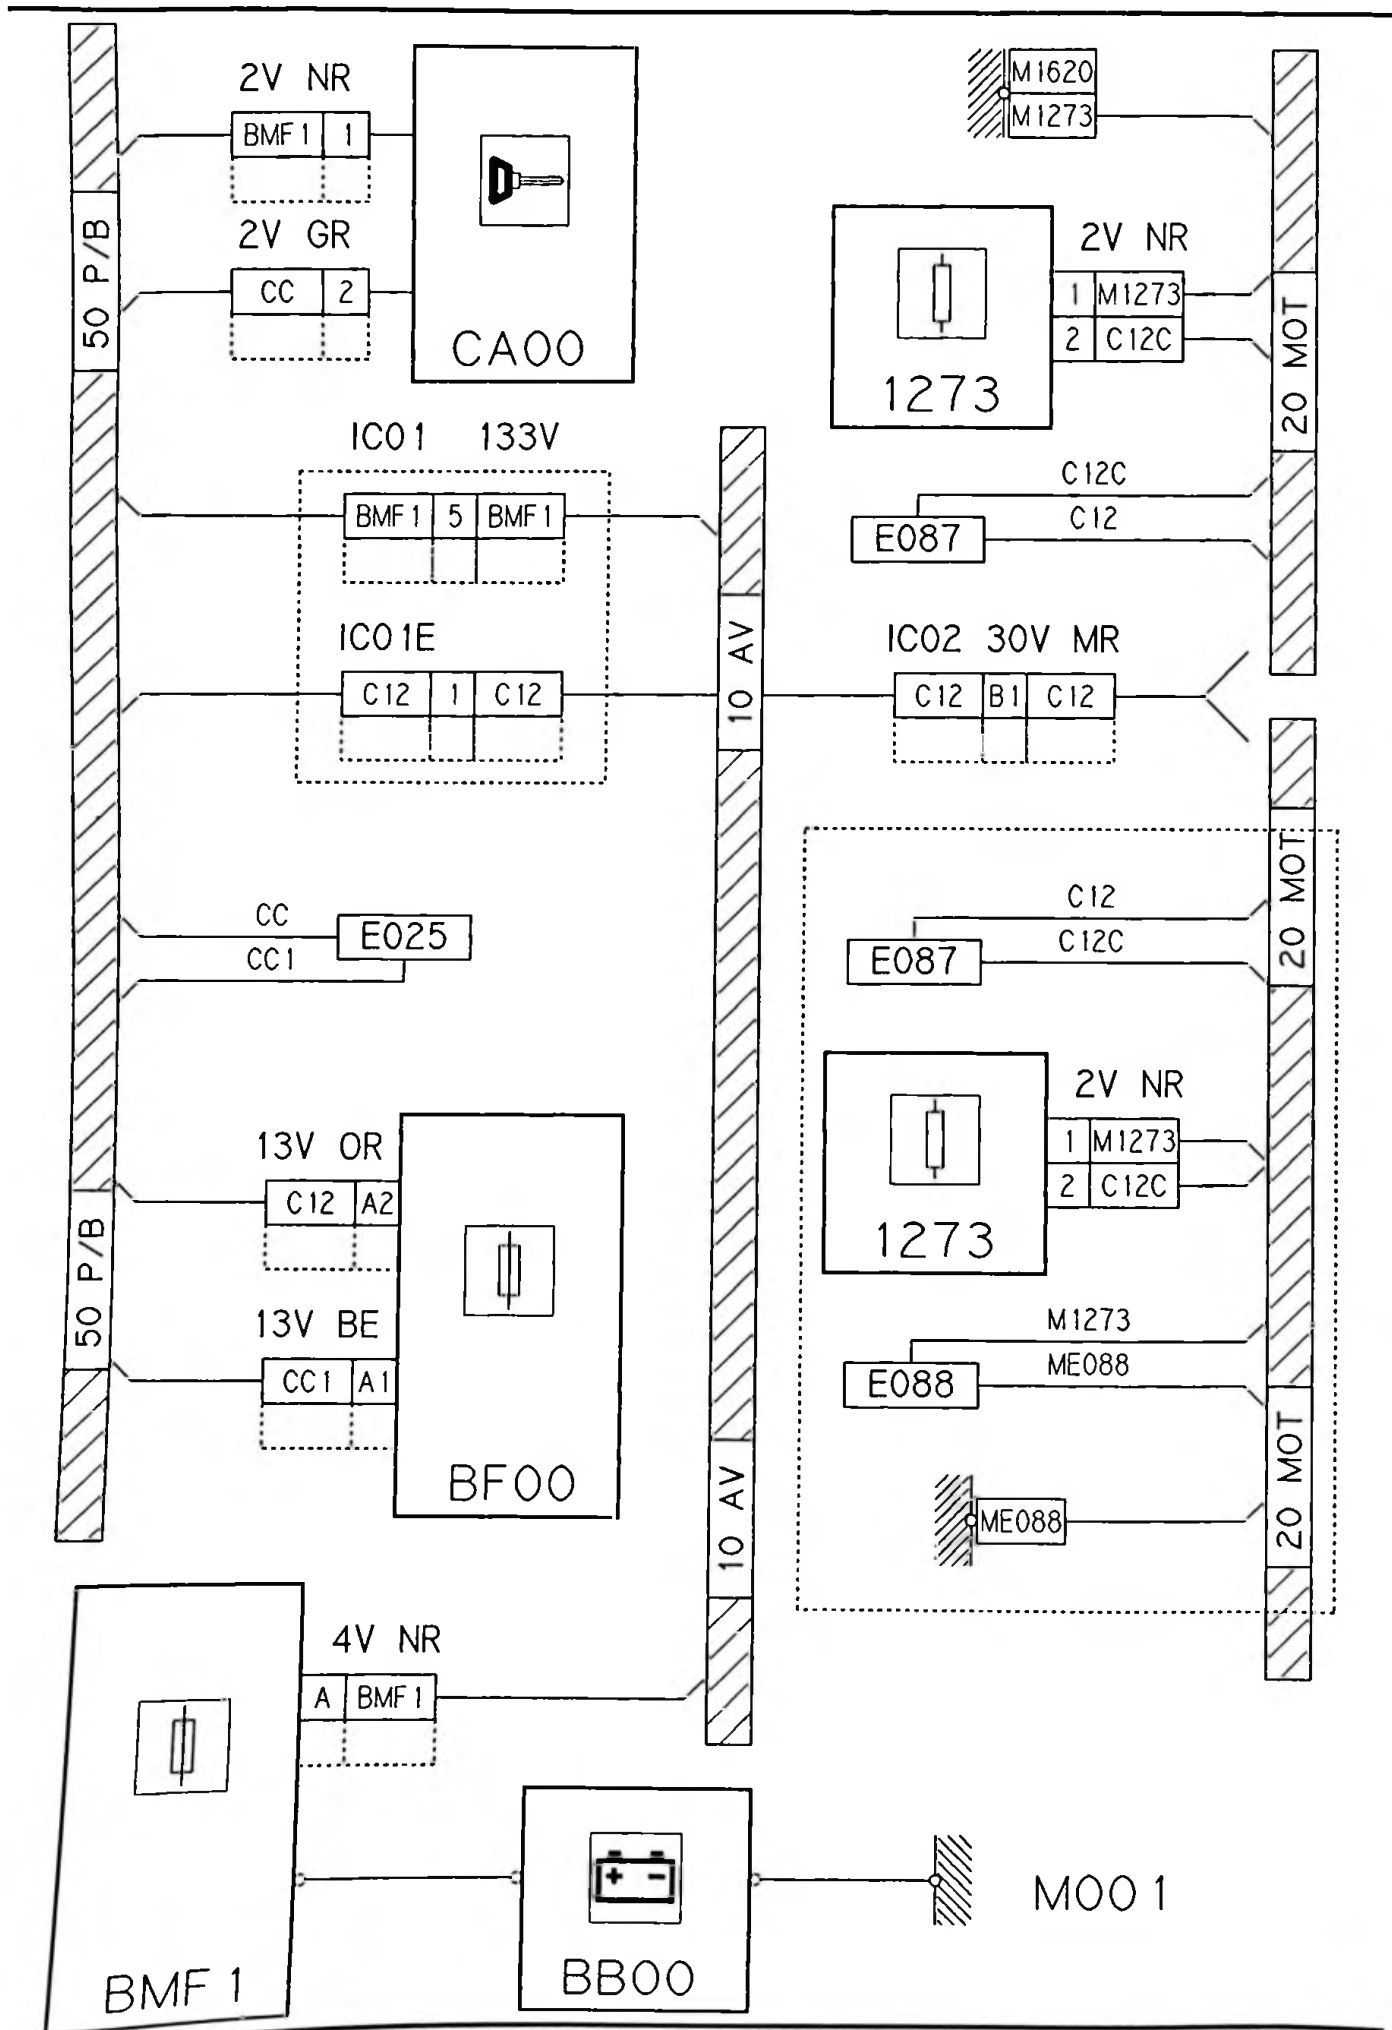 2V NR
BMF1 1
2V GR
CC 2
CA00
50 P/B
M1620
M1273
2V NR
1 M1273
2 C12C
1273
20 MOT
IC01 133V
BMF1 5 BMF1
IC01E
C12 1 C12
10 AV
C12C
E087
C12
IC02 30V MR
C12 B1 C12
CC
E025
CC1
C12
E087
C12C
20 MOT
2V NR
1 M1273
2 C12C
1273
13V OR
C12 A2
13V BE
CC1 A1
BF00
50 P/B
M1273
E088
ME088
ME088
20 MOT
10 AV
4V NR
A BMF1
BMF1
+ -
BB00
M001